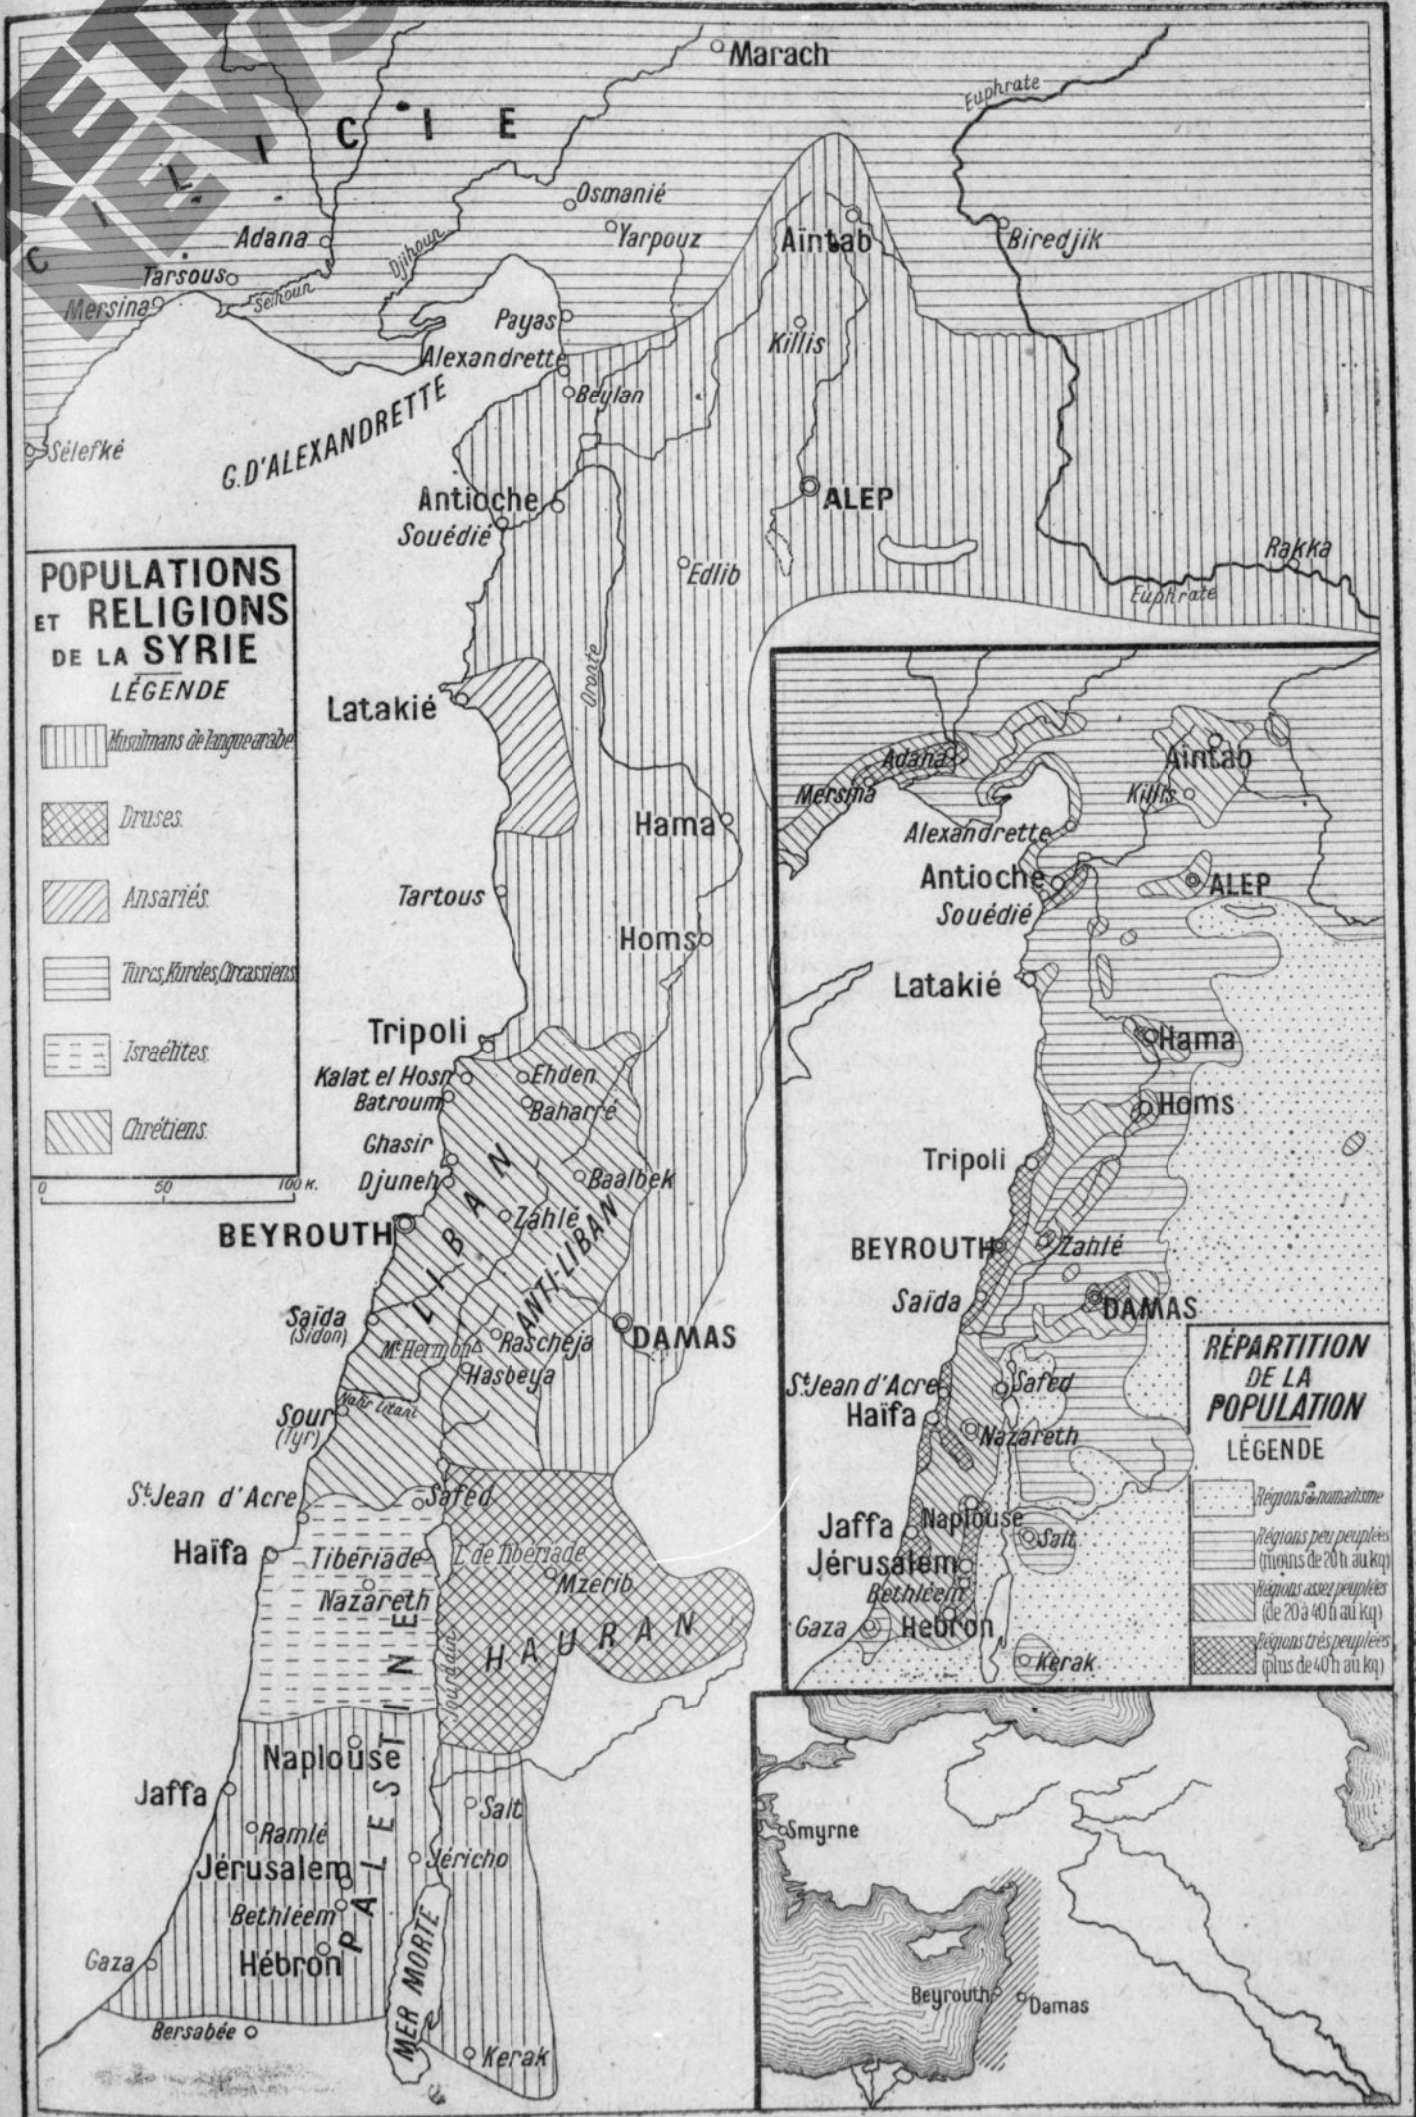 RETR
NEWS
Marach
Euphrate
CILICIE
Osmanié
Yarpouz
Aïntab
Biredjik
Adana
Djihoun
Tarsous
Seihoun
Mersina
Payas
Killis
Alexandrette
Beylan
G. D'ALEXANDRETTE
Sélefké
Antioche
ALEP
Souédié
Edlib
Rakka
Euphrate
POPULATIONS
ET RELIGIONS
DE LA SYRIE
LÉGENDE
Musulmans de langue arabe
Druses.
Ansariés.
Turcs, Kurdes, Circassiens
Israélites.
Chrétiens.
0 50 100 K.
Oronte
Latakié
Hama
Tartous
Homs
Tripoli
Kalat el Hosn
Ehden
Batroum
Baharré
Ghasir
Djuneh
Baalbek
LIBAN
Zahlé
BEYROUTH
ANTI-LIBAN
Saïda
(Sidon)
Mt Hermon
Rascheja
DAMAS
Hasbeya
Nahr Litani
Sour
(Tyr)
St Jean d'Acre
Safed
Haïfa
Tibériade
L. de Tibériade
Mzerib
Nazareth
HAURAN
Jourdain
PALESTINE
Naplouse
Jaffa
Salt
Ramlé
Jérusalem
Jéricho
Bethléem
Gaza
Hébron
MER MORTE
Bersabée
Kerak
Adana
Aïntab
Mersina
Killis
Alexandrette
Antioche
ALEP
Souédié
Latakié
Hama
Homs
Tripoli
BEYROUTH
Zahlé
Saïda
DAMAS
St Jean d'Acre
Safed
Haïfa
Nazareth
Jaffa
Naplouse
Salt
Jérusalem
Bethléem
Gaza
Hébron
Kerak
RÉPARTITION
DE LA
POPULATION
LÉGENDE
Régions de nomadisme
Régions peu peuplées
(moins de 20 h au kq)
Régions assez peuplées
(de 20 à 40 h au kq)
Régions très peuplées
(plus de 40 h au kq)
Smyrne
Beyrouth
Damas